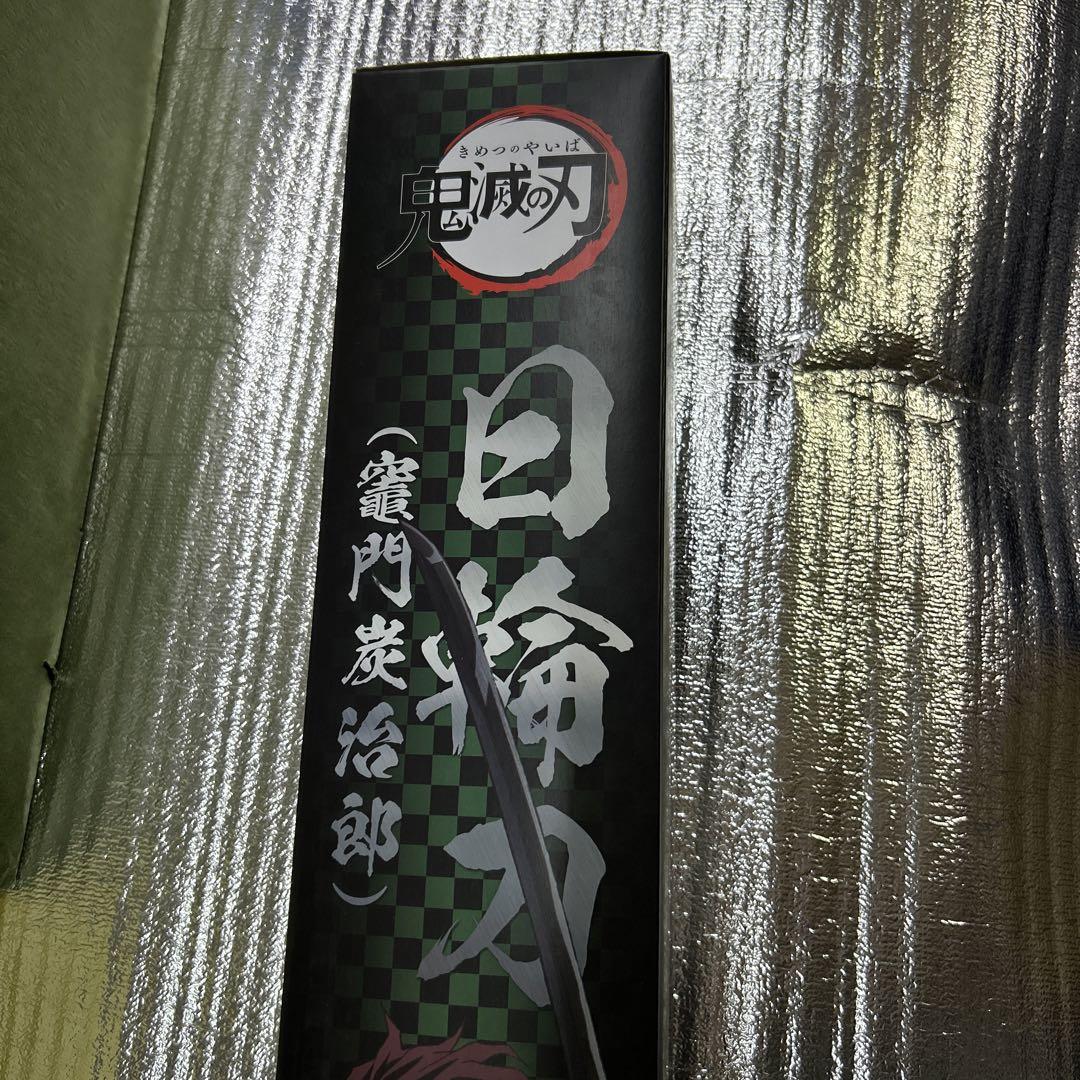 きめつのやいば
鬼滅の刃
日輪刀
（竈門炭治郎）